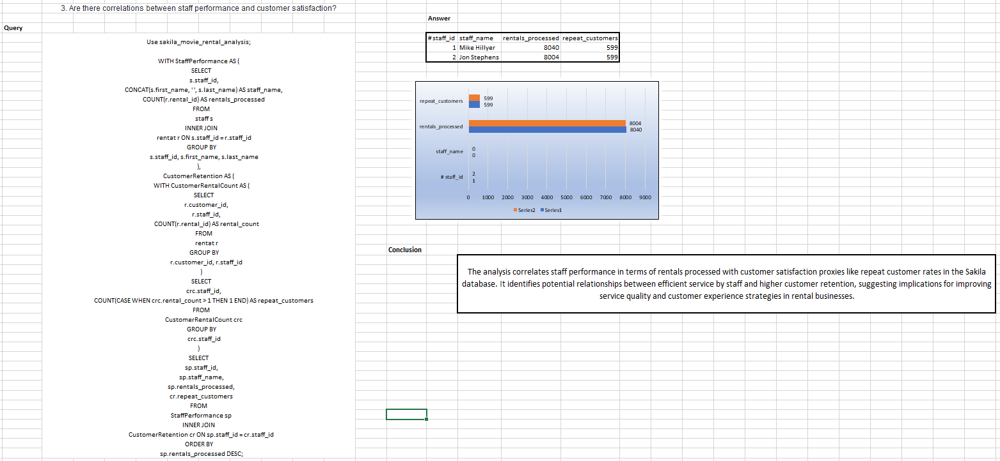 3. Are there correlations between staff performance and customer satisfaction?
Query
Use sakila_movie_rental_analysis;
WITH StaffPerformance AS (
SELECT
s.staff_id,
CONCAT(s.first_name, ' ', s.last_name) AS staff_name,
COUNT(r.rental_id) AS rentals_processed
FROM
staff s
INNER JOIN
rentat r ON s.staff_id = r.staff_id
GROUP BY
s.staff_id, s.first_name, s.last_name
),
CustomerRetention AS (
WITH CustomerRentalCount AS (
SELECT
r.customer_id,
r.staff_id,
COUNT(r.rental_id) AS rental_count
FROM
rentat r
GROUP BY
r.customer_id, r.staff_id
)
SELECT
crc.staff_id,
COUNT(CASE WHEN crc.rental_count > 1 THEN 1 END) AS repeat_customers
FROM
CustomerRentalCount crc
GROUP BY
crc.staff_id
)
SELECT
sp.staff_id,
sp.staff_name,
sp.rentals_processed,
cr.repeat_customers
FROM
StaffPerformance sp
INNER JOIN
CustomerRetention cr ON sp.staff_id = cr.staff_id
ORDER BY
sp.rentals_processed DESC;
Answer
# staff_id staff_name rentals_processed repeat_customers
1 Mike Hillyer 8040 599
2 Jon Stephens 8004 599
repeat_customers 599
599
rentals_processed 8004
8040
staff_name 0
0
# staff_id 2
1
0 1000 2000 3000 4000 5000 6000 7000 8000 9000
Series2 Series1
Conclusion
The analysis correlates staff performance in terms of rentals processed with customer satisfaction proxies like repeat customer rates in the Sakila
database. It identifies potential relationships between efficient service by staff and higher customer retention, suggesting implications for improving
service quality and customer experience strategies in rental businesses.